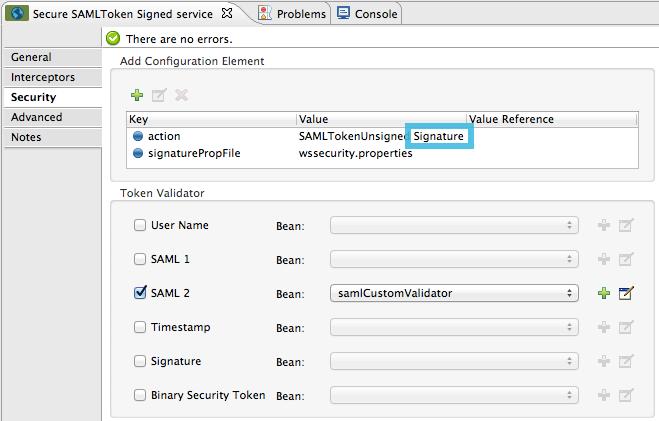 Secure SAMLToken Signed service Problems Console
There are no errors.
General
Interceptors
Security
Advanced
Notes
Add Configuration Element
Key Value Value Reference
action SAMLTokenUnsigned Signature
signaturePropFile wssecurity.properties
Token Validator
User Name Bean:
SAML 1 Bean:
SAML 2 Bean: samlCustomValidator
Timestamp Bean:
Signature Bean:
Binary Security Token Bean: